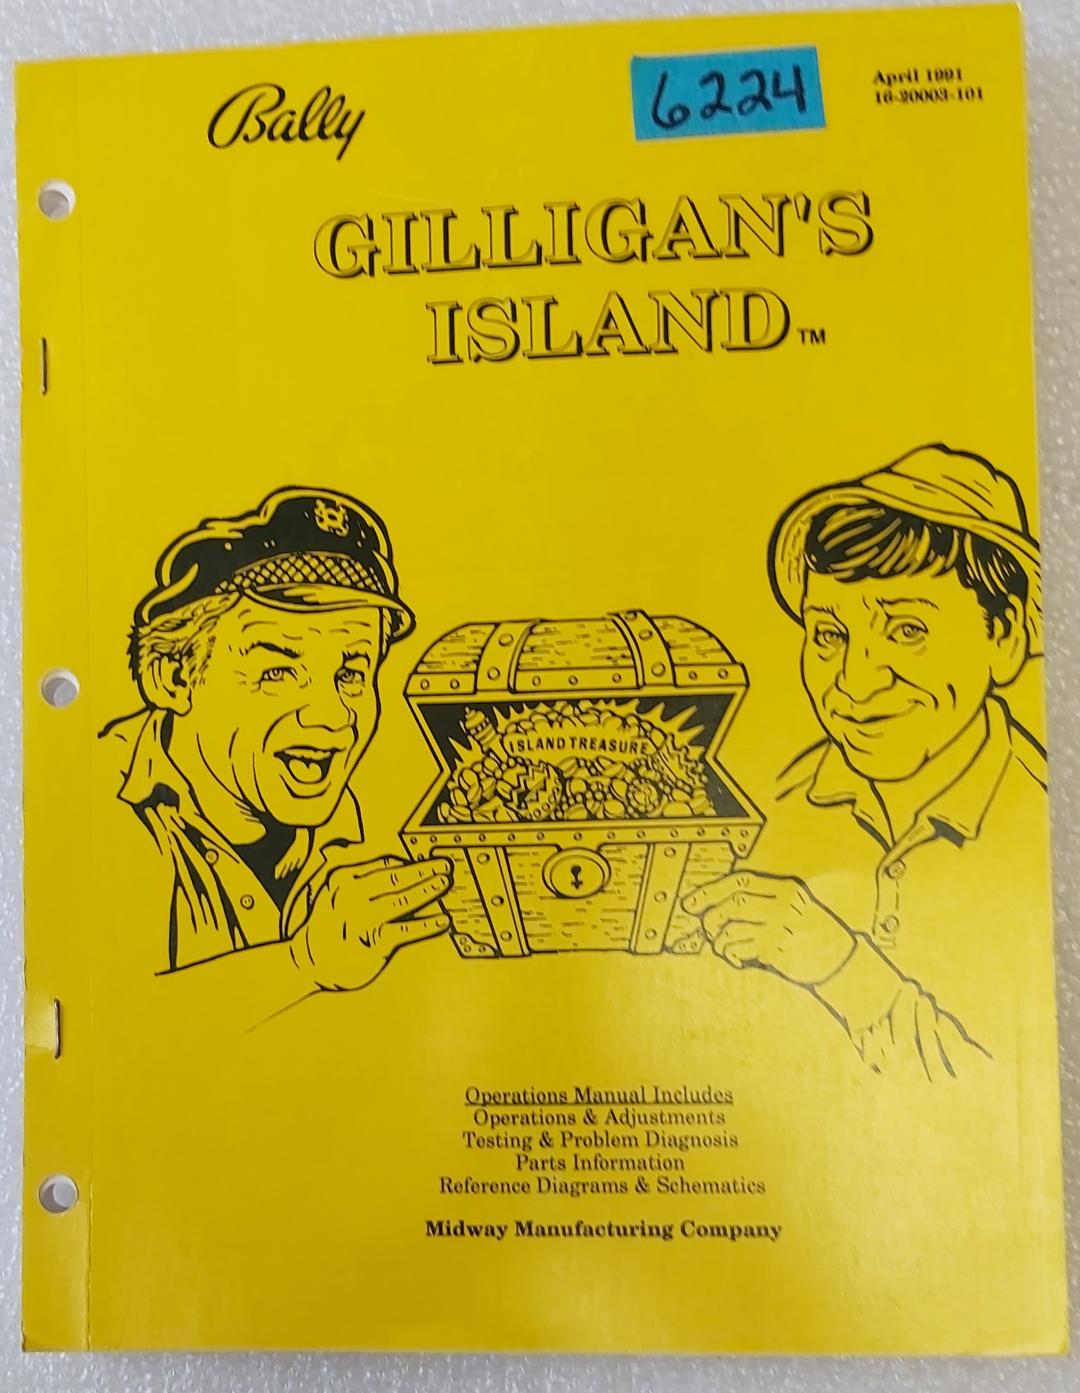 Bally
6224
April 1991
16-20003-101
GILLIGAN'S
ISLAND™
ISLAND TREASURE
Operations Manual Includes
Operations & Adjustments
Testing & Problem Diagnosis
Parts Information
Reference Diagrams & Schematics
Midway Manufacturing Company